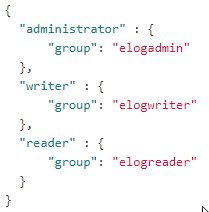 {
  "administrator" : {
      "group": "elogadmin"
  },
  "writer" : {
      "group": "elogwriter"
  },
  "reader" : {
      "group": "elogreader"
  }
}